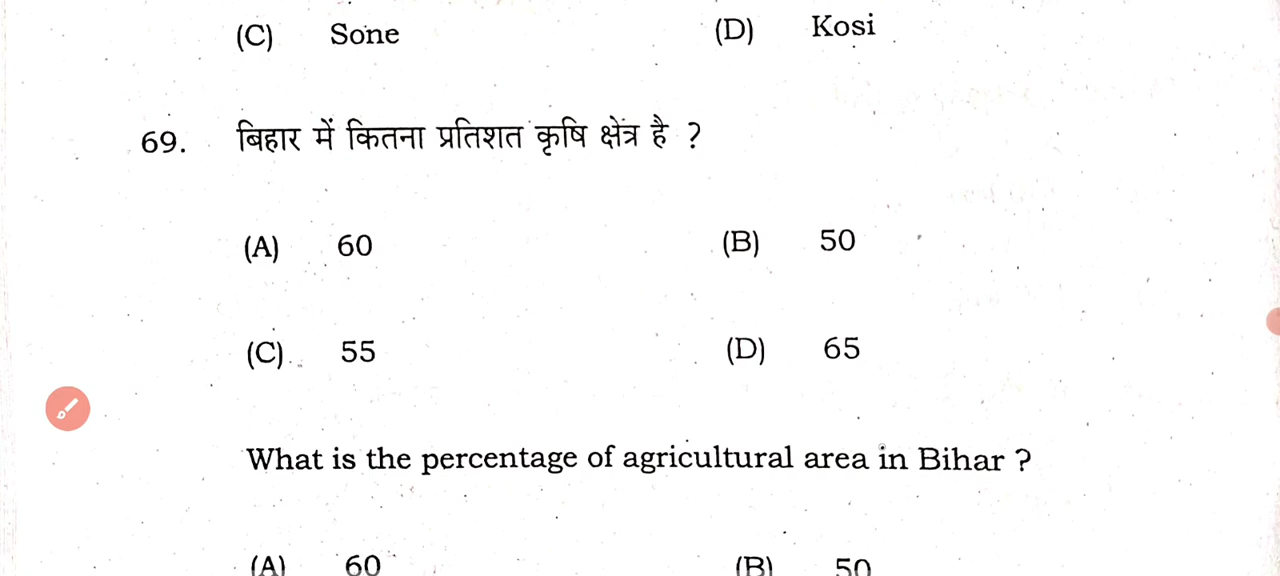 (C) Sone (D) Kosi
69. बिहार में कितना प्रतिशत कृषि क्षेत्र है ?
(A) 60 (B) 50
(C) 55 (D) 65
What is the percentage of agricultural area in Bihar ?
(A) 60 (B) 50